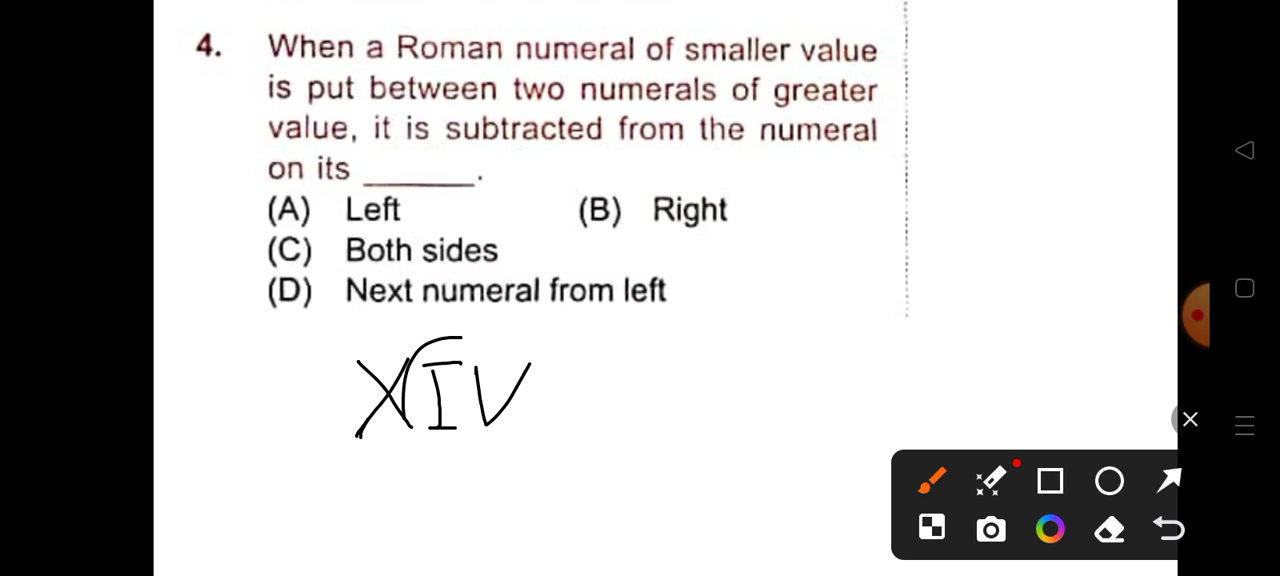 4. When a Roman numeral of smaller value
is put between two numerals of greater
value, it is subtracted from the numeral
on its ______.
(A) Left (B) Right
(C) Both sides
(D) Next numeral from left
XIV